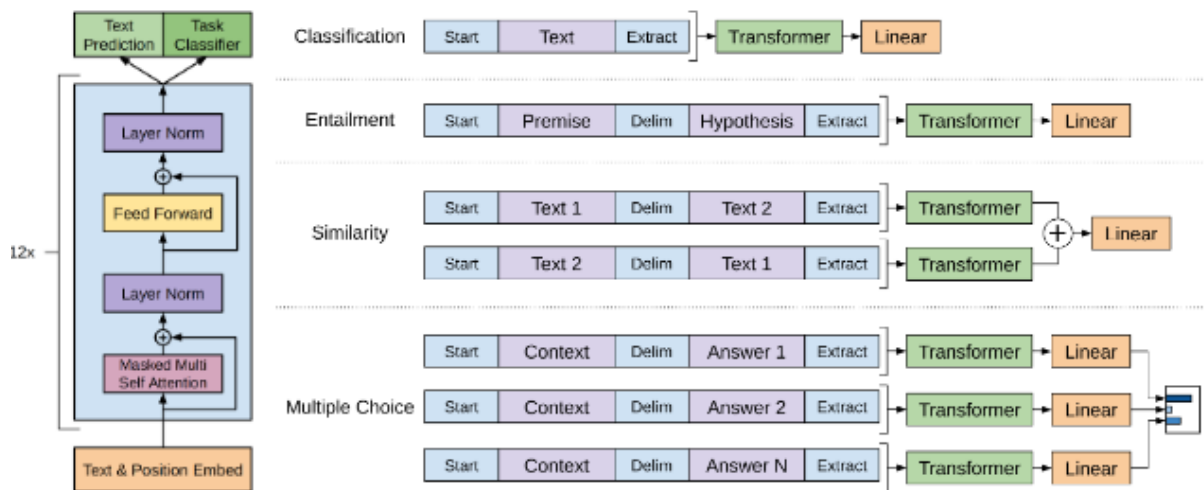 Text
Prediction
Task
Classifier
Layer Norm
Feed Forward
12x
Layer Norm
Masked Multi
Self Attention
Text & Position Embed
Classification
Start Text Extract Transformer Linear
Entailment
Start Premise Delim Hypothesis Extract Transformer Linear
Similarity
Start Text 1 Delim Text 2 Extract Transformer
Linear
Start Text 2 Delim Text 1 Extract Transformer
Multiple Choice
Start Context Delim Answer 1 Extract Transformer Linear
Start Context Delim Answer 2 Extract Transformer Linear
Start Context Delim Answer N Extract Transformer Linear